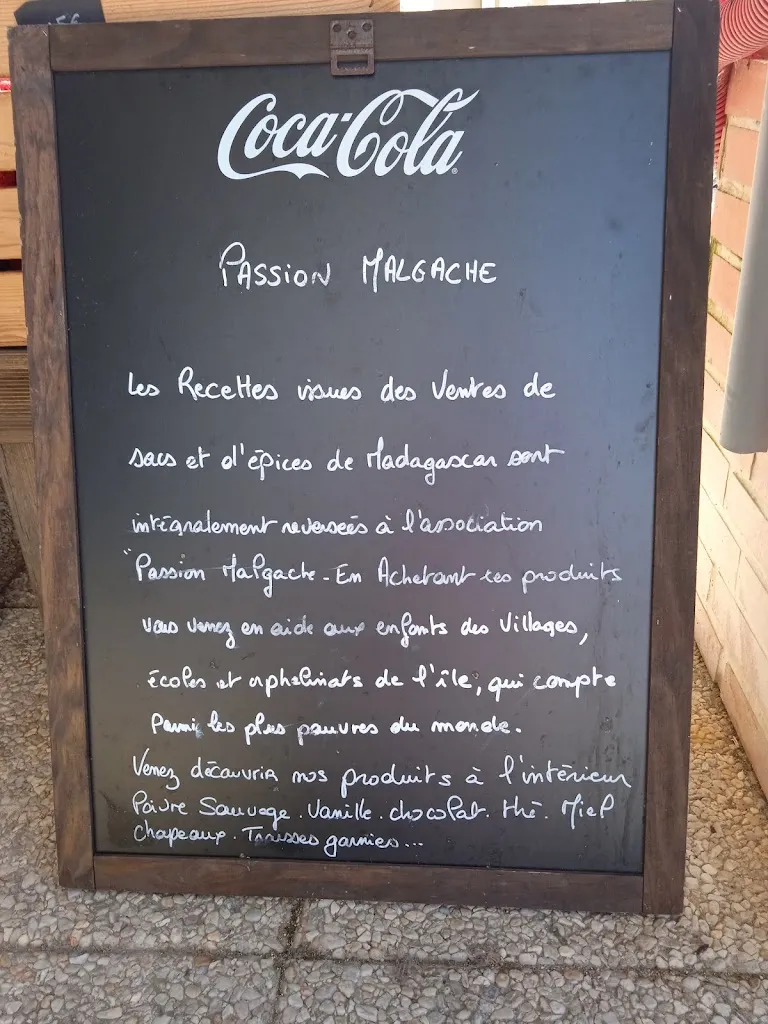 Coca-Cola
PASSION MALGACHE
Les Recettes issues des Ventes de
sacs et d'épices de Madagascar sont
intégralement reversées à l'association
"Passion Malgache - En Achetant ces produits
vous venez en aide aux enfants des villages,
écoles et orphelinats de l'île, qui compte
parmi les plus pauvres du monde.
Venez découvrir nos produits à l'intérieur
Poivre Sauvage . Vanille . chocolat . thé . Miel
chapeaux . Trousses garnies...